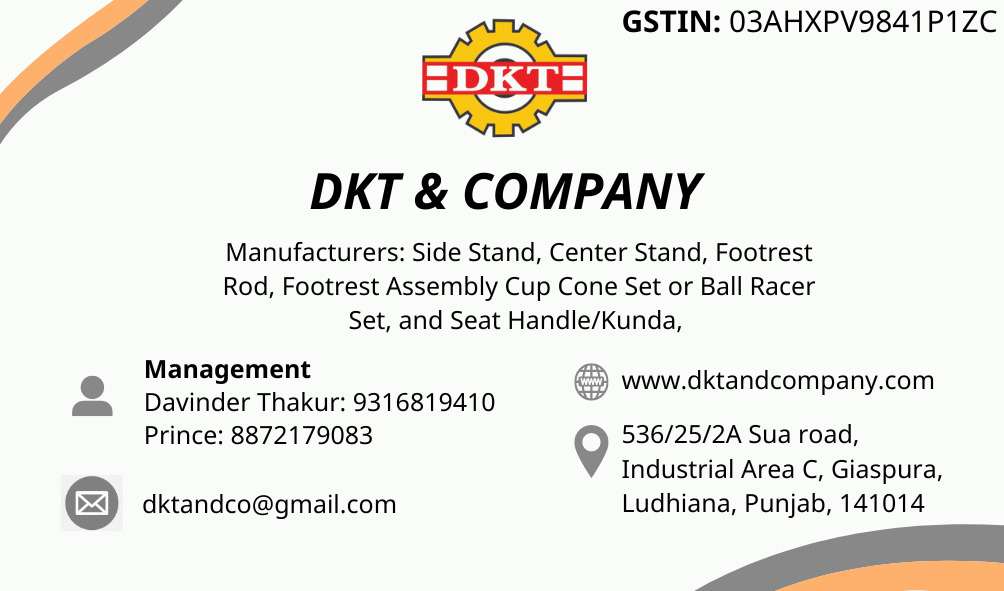 GSTIN: 03AHXPV9841P1ZC
DKT
DKT & COMPANY
Manufacturers: Side Stand, Center Stand, Footrest
Rod, Footrest Assembly Cup Cone Set or Ball Racer
Set, and Seat Handle/Kunda,
Management
Davinder Thakur: 9316819410
Prince: 8872179083
dktandco@gmail.com
www
www.dktandcompany.com
536/25/2A Sua road,
Industrial Area C, Giaspura,
Ludhiana, Punjab, 141014